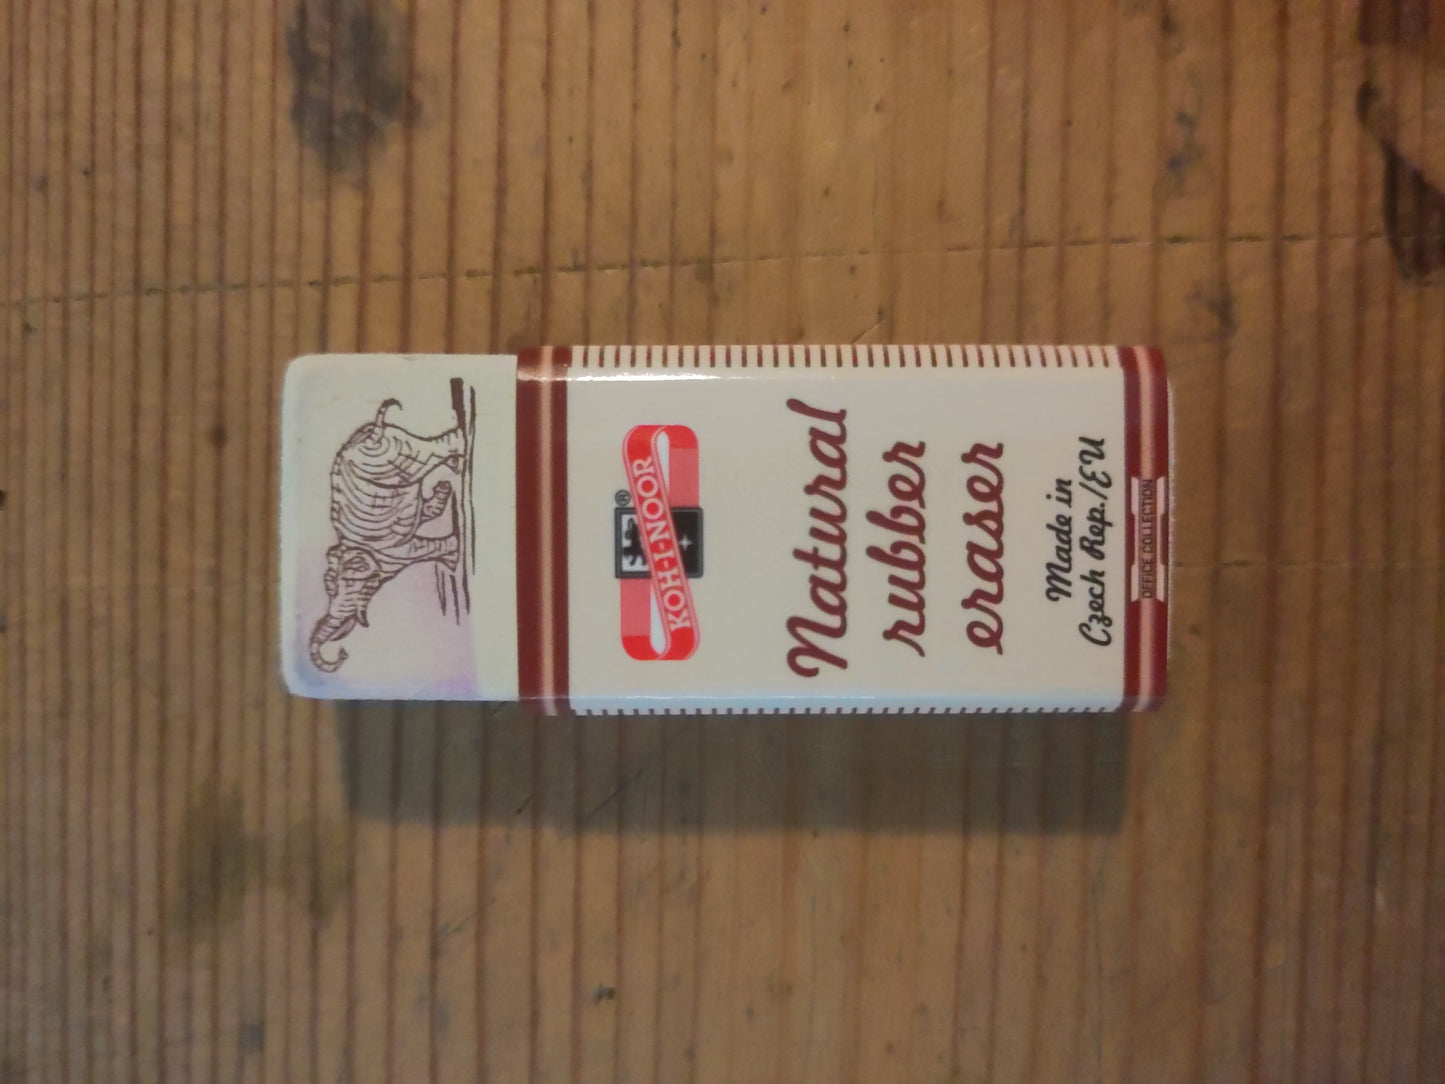 KOH-I-NOOR®
Natural
rubber
eraser
Made in
Czech Rep./EU
OFFICE COLLECTION